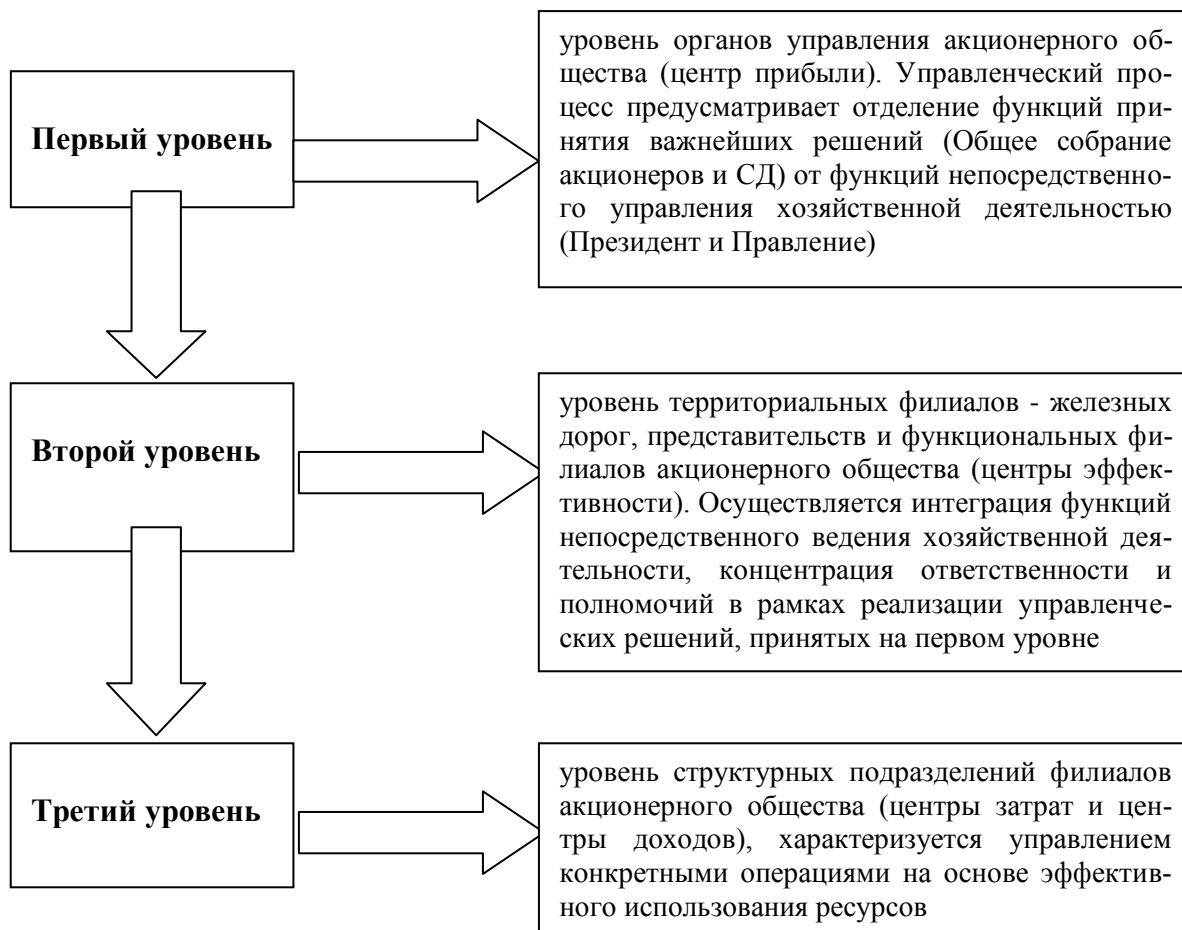 Первый уровень
уровень органов управления акционерного об-
щества (центр прибыли). Управленческий про-
цесс предусматривает отделение функций при-
нятия важнейших решений (Общее собрание
акционеров и СД) от функций непосредственно-
го управления хозяйственной деятельностью
(Президент и Правление)
Второй уровень
уровень территориальных филиалов - железных
дорог, представительств и функциональных фи-
лиалов акционерного общества (центры эффек-
тивности). Осуществляется интеграция функций
непосредственного ведения хозяйственной дея-
тельности, концентрация ответственности и
полномочий в рамках реализации управленче-
ских решений, принятых на первом уровне
Третий уровень
уровень структурных подразделений филиалов
акционерного общества (центры затрат и цен-
тры доходов), характеризуется управлением
конкретными операциями на основе эффектив-
ного использования ресурсов